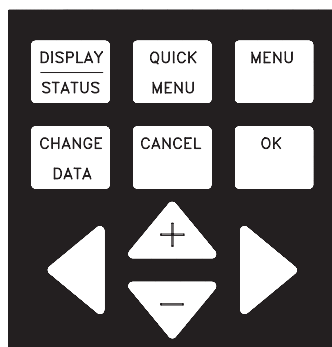 DISPLAY
STATUS
QUICK
MENU
MENU
CHANGE
DATA
CANCEL
OK
+
−